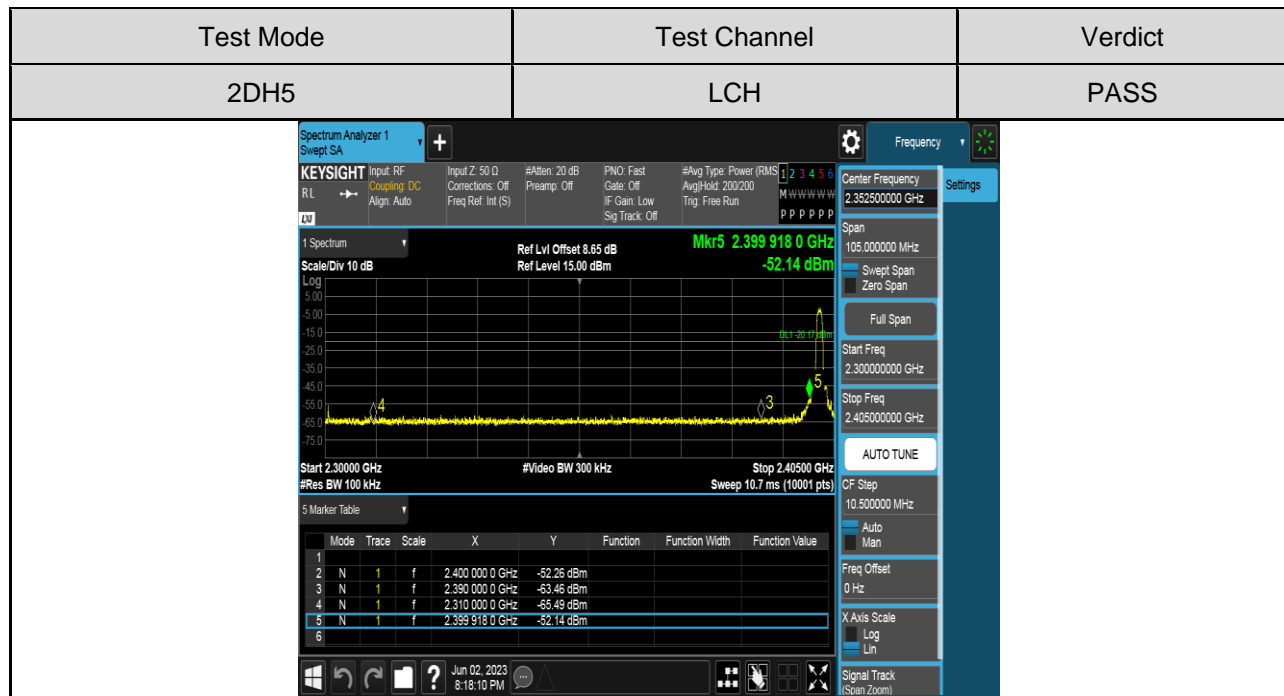 Test Mode Test Channel Verdict
2DH5 LCH PASS
Spectrum Analyzer 1
Swept SA
+
Frequency
KEYSIGHT Input: RF Input Z: 50 Ω #Atten: 20 dB PNO: Fast #Avg Type: Power (RMS 1 2 3 4 5 6
RL Coupling: DC Corrections: Off Preamp: Off Gate: Off Avg|Hold: 200/200 M W W W W W
Align: Auto Freq Ref: Int (S) IF Gain: Low Trig: Free Run
LXI Sig Track: Off P P P P P P
1 Spectrum Ref Lvl Offset 8.65 dB Mkr5 2.399 918 0 GHz
Scale/Div 10 dB Ref Level 15.00 dBm -52.14 dBm
Log
5.00
-5.00
-15.0
DL1 -20.17 dBm
-25.0
-35.0
-45.0
5
-55.0
4 3
-65.0
-75.0
Start 2.30000 GHz #Video BW 300 kHz Stop 2.40500 GHz
#Res BW 100 kHz Sweep 10.7 ms (10001 pts)
5 Marker Table
Mode Trace Scale X Y Function Function Width Function Value
1
2 N 1 f 2.400 000 0 GHz -52.26 dBm
3 N 1 f 2.390 000 0 GHz -63.46 dBm
4 N 1 f 2.310 000 0 GHz -65.49 dBm
5 N 1 f 2.399 918 0 GHz -52.14 dBm
6
?
Jun 02, 2023
8:18:10 PM
Center Frequency
2.352500000 GHz
Settings
Span
105.000000 MHz
Swept Span
Zero Span
Full Span
Start Freq
2.300000000 GHz
Stop Freq
2.405000000 GHz
AUTO TUNE
CF Step
10.500000 MHz
Auto
Man
Freq Offset
0 Hz
X Axis Scale
Log
Lin
Signal Track
(Span Zoom)